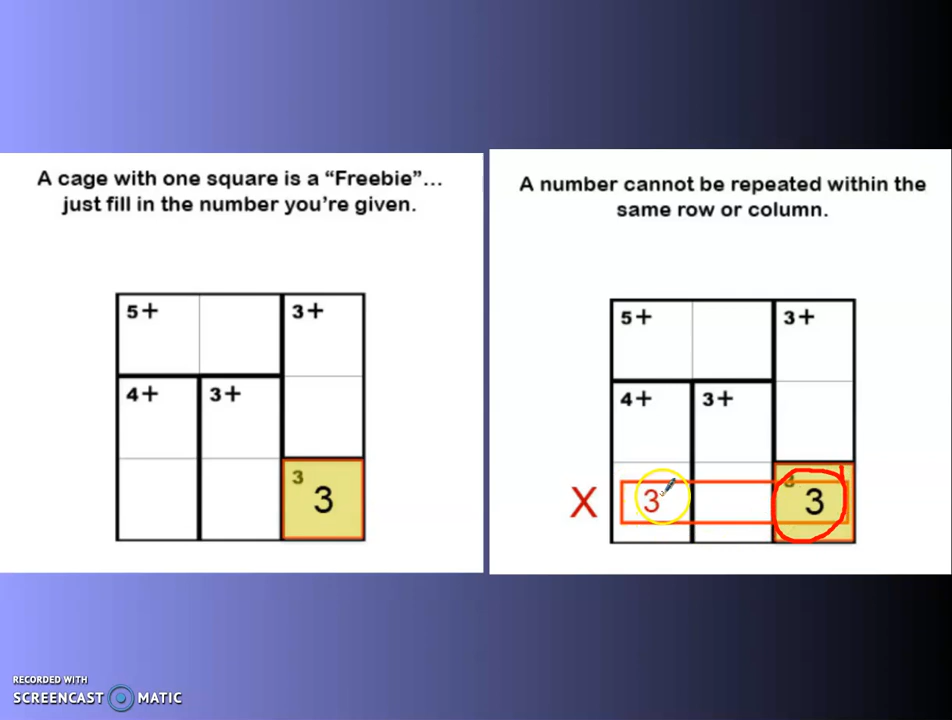 A cage with one square is a “Freebie”…
just fill in the number you’re given.
5+ 3+
4+ 3+
3
3
A number cannot be repeated within the
same row or column.
5+ 3+
4+ 3+
3
X 3 3
RECORDED WITH
SCREENCAST MATIC